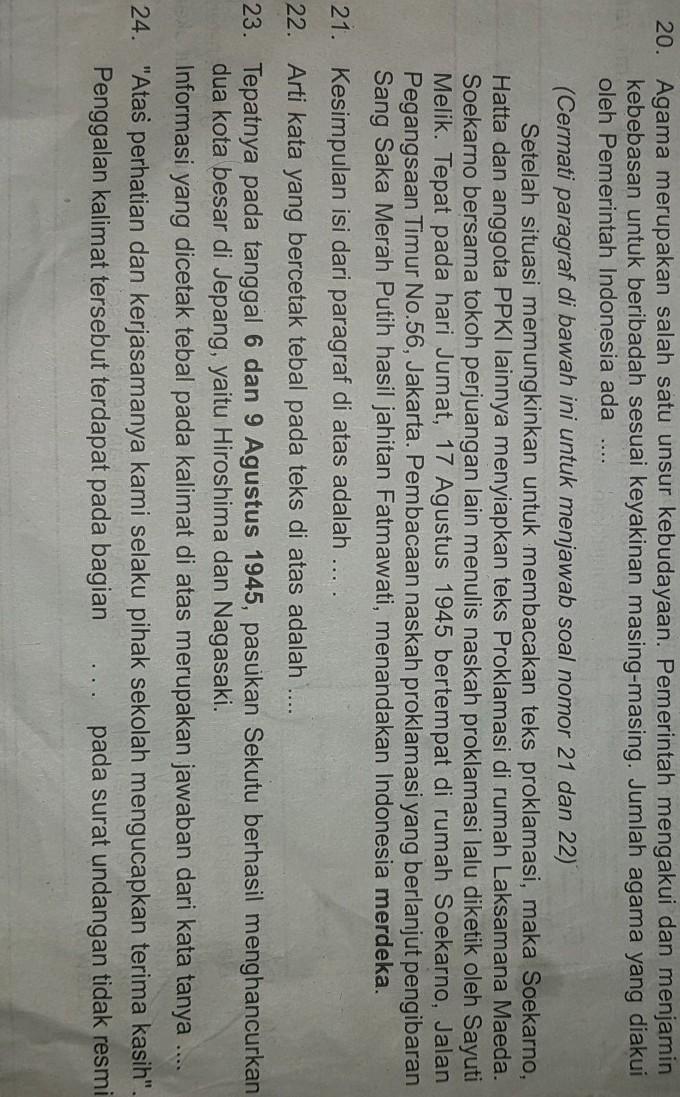 20. Agama merupakan salah satu unsur kebudayaan. Pemerintah mengakui dan menjamin
kebebasan untuk beribadah sesuai keyakinan masing-masing. Jumlah agama yang diakui
oleh Pemerintah Indonesia ada ....
(Cermati paragraf di bawah ini untuk menjawab soal nomor 21 dan 22)
Setelah situasi memungkinkan untuk membacakan teks proklamasi, maka Soekarno,
Hatta dan anggota PPKI lainnya menyiapkan teks Proklamasi di rumah Laksamana Maeda.
Soekarno bersama tokoh perjuangan lain menulis naskah proklamasi lalu diketik oleh Sayuti
Melik. Tepat pada hari Jumat, 17 Agustus 1945 bertempat di rumah Soekarno, Jalan
Pegangsaan Timur No.56, Jakarta. Pembacaan naskah proklamasi yang berlanjut pengibaran
Sang Saka Merah Putih hasil jahitan Fatmawati, menandakan Indonesia merdeka.
21. Kesimpulan isi dari paragraf di atas adalah ... .
22. Arti kata yang bercetak tebal pada teks di atas adalah ....
23. Tepatnya pada tanggal 6 dan 9 Agustus 1945, pasukan Sekutu berhasil menghancurkan
dua kota besar di Jepang, yaitu Hiroshima dan Nagasaki.
Informasi yang dicetak tebal pada kalimat di atas merupakan jawaban dari kata tanya ....
24. "Atas perhatian dan kerjasamanya kami selaku pihak sekolah mengucapkan terima kasih".
Penggalan kalimat tersebut terdapat pada bagian . . . pada surat undangan tidak resmi